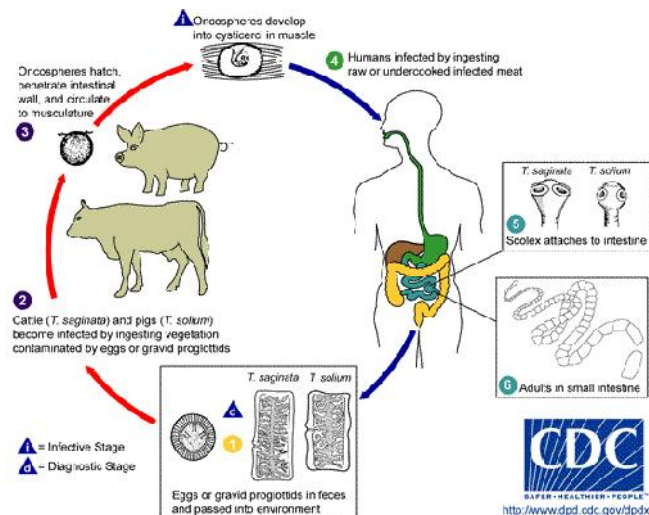 i
Oncospheres develop
into cysticerci in muscle
4
Humans infected by ingesting
raw or undercooked infected meat
Oncospheres hatch,
penetrate intestinal
wall, and circulate
to musculature
3
T. saginata T. solium
5
Scolex attaches to intestine
2
Cattle (T. saginata) and pigs (T. solium)
become infected by ingesting vegetation
contaminated by eggs or gravid proglottids
6
Adults in small intestine
T. saginata T. solium
d
1
Eggs or gravid proglottids in feces
and passed into environment
i = Infective Stage
d = Diagnostic Stage
CDC
SAFER • HEALTHIER • PEOPLE™
http://www.dpd.cdc.gov/dpdx